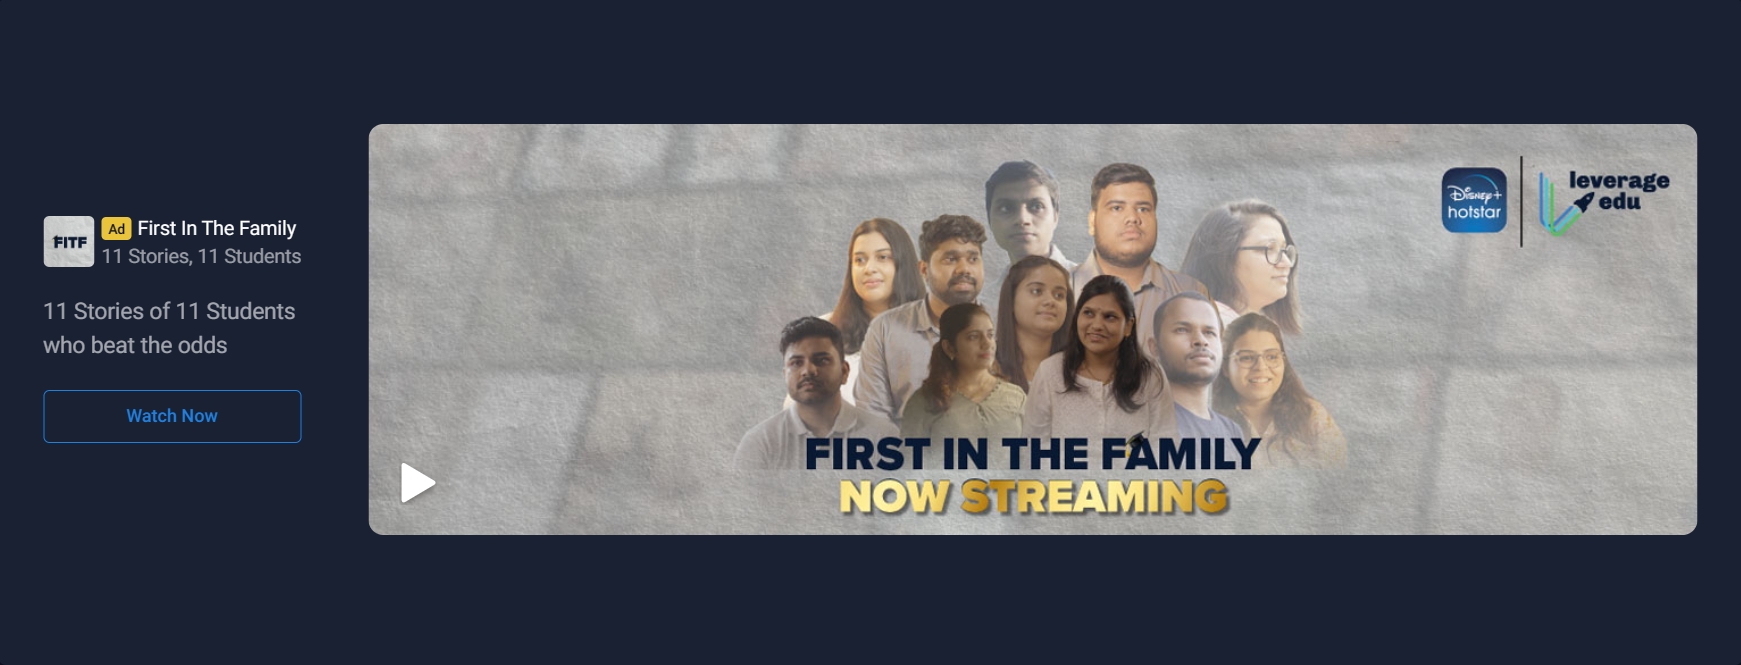 FITF
Ad First In The Family
11 Stories, 11 Students
11 Stories of 11 Students
who beat the odds
Watch Now
Disney+
hotstar
leverage
edu
FIRST IN THE FAMILY
NOW STREAMING